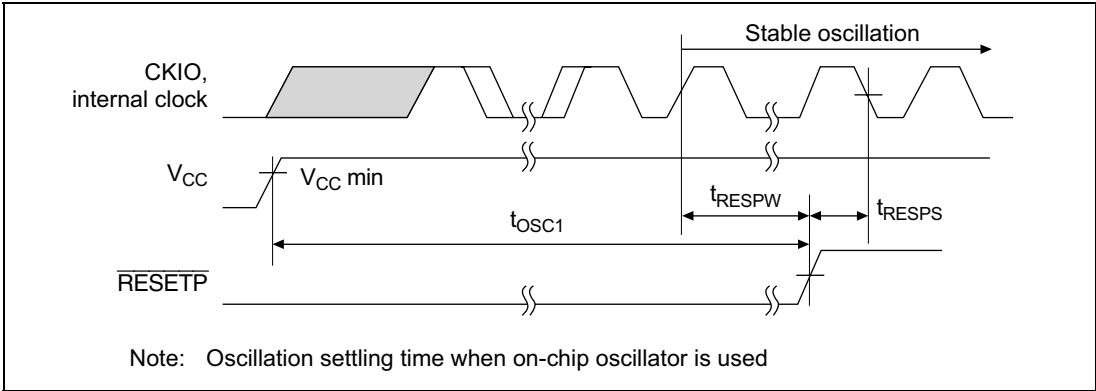 Stable oscillation
CKIO,
internal clock
VCC
VCC min
tRESPW
tRESPS
tOSC1
RESETP
Note: Oscillation settling time when on-chip oscillator is used